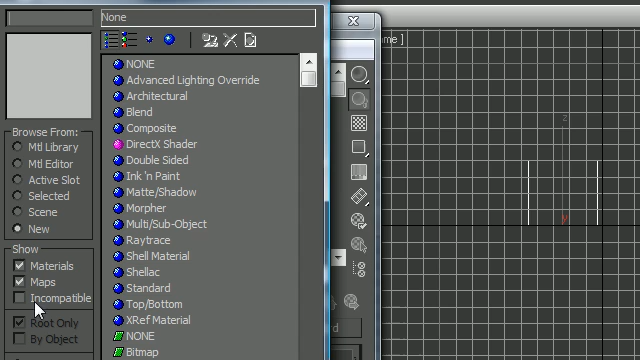 None
ame ]
NONE
Advanced Lighting Override
Architectural
Blend
Composite
DirectX Shader
Double Sided
Ink 'n Paint
Matte/Shadow
Morpher
Multi/Sub-Object
Raytrace
Shell Material
Shellac
Standard
Top/Bottom
XRef Material
NONE
Bitmap
Browse From:
Mtl Library
Mtl Editor
Active Slot
Selected
Scene
New
Show
Materials
Maps
Incompatible
Root Only
By Object
z
y
rd